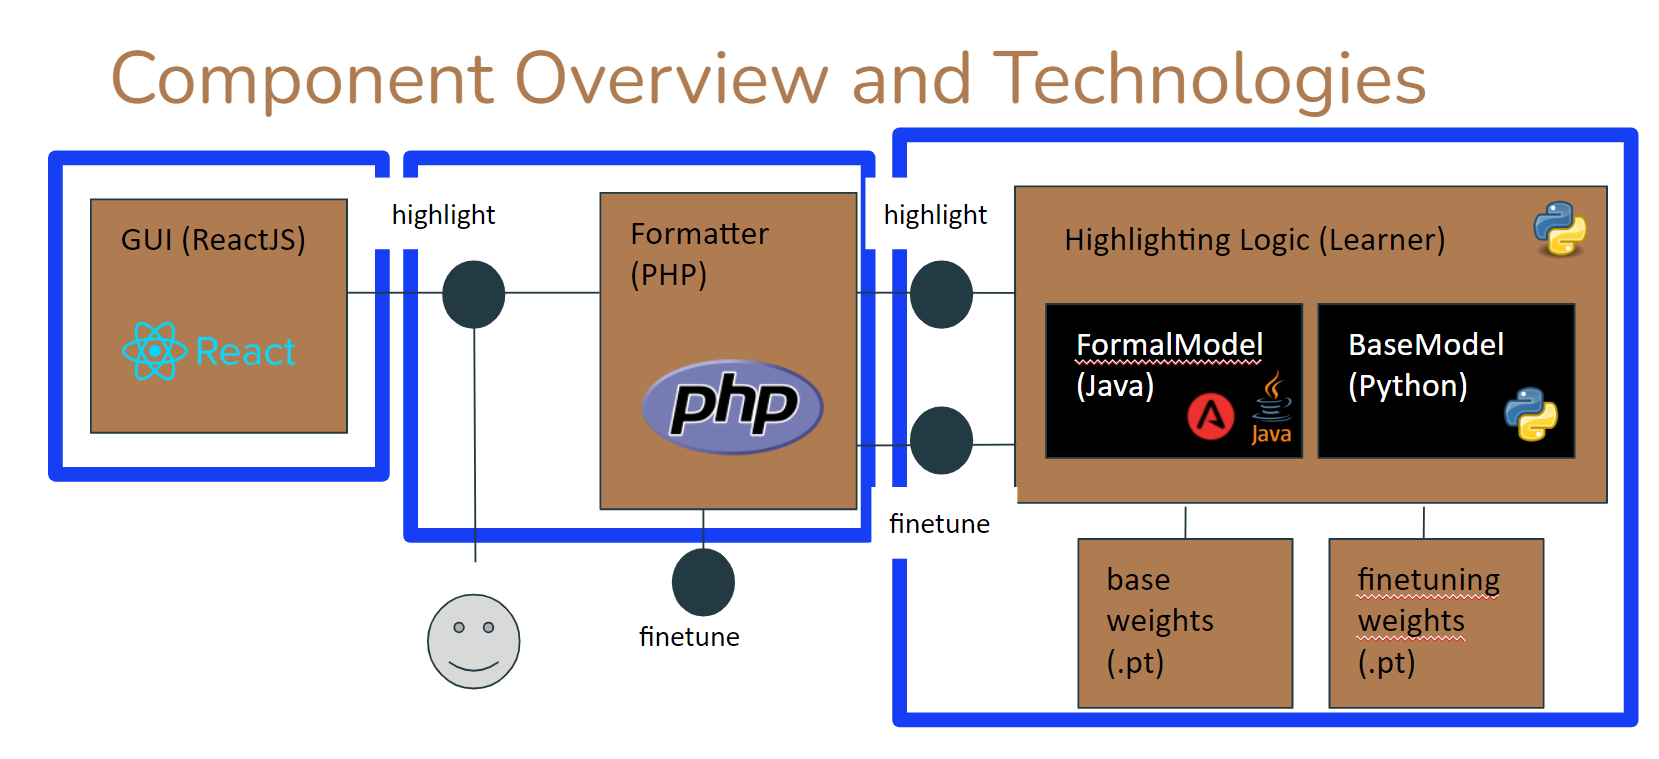 Component Overview and Technologies
GUI (ReactJS)
React
highlight
Formatter
(PHP)
php
finetune
highlight
finetune
Highlighting Logic (Learner)
FormalModel
(Java)
A
Java
BaseModel
(Python)
base
weights
(.pt)
finetuning
weights
(.pt)